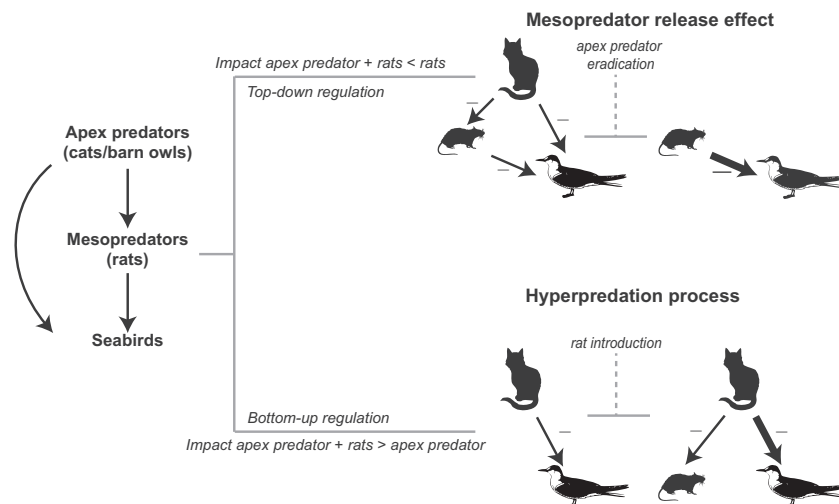 Mesopredator release effect
Impact apex predator + rats < rats
apex predator
eradication
Top-down regulation
–
–
–
–
Apex predators
(cats/barn owls)
Mesopredators
(rats)
Seabirds
Hyperpredation process
rat introduction
Bottom-up regulation
Impact apex predator + rats > apex predator
–
–
–